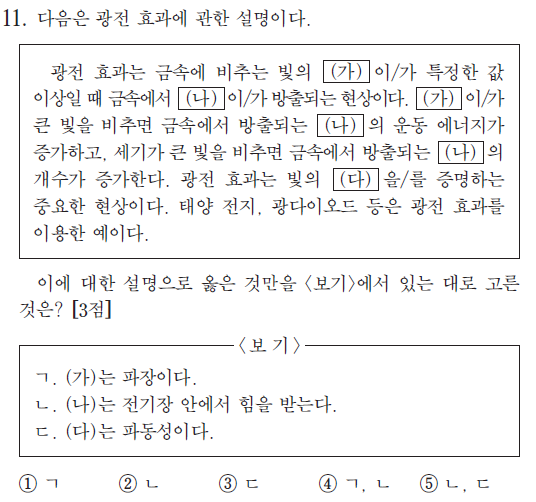 11. 다음은 광전 효과에 관한 설명이다.
광전 효과는 금속에 비추는 빛의 (가) 이/가 특정한 값
이상일 때 금속에서 (나) 이/가 방출되는 현상이다. (가) 이/가
큰 빛을 비추면 금속에서 방출되는 (나) 의 운동 에너지가
증가하고, 세기가 큰 빛을 비추면 금속에서 방출되는 (나) 의
개수가 증가한다. 광전 효과는 빛의 (다) 을/를 증명하는
중요한 현상이다. 태양 전지, 광다이오드 등은 광전 효과를
이용한 예이다.
이에 대한 설명으로 옳은 것만을 <보기>에서 있는 대로 고른
것은? [3점]
<보 기>
ㄱ. (가)는 파장이다.
ㄴ. (나)는 전기장 안에서 힘을 받는다.
ㄷ. (다)는 파동성이다.
① ㄱ ② ㄴ ③ ㄷ ④ ㄱ, ㄴ ⑤ ㄴ, ㄷ